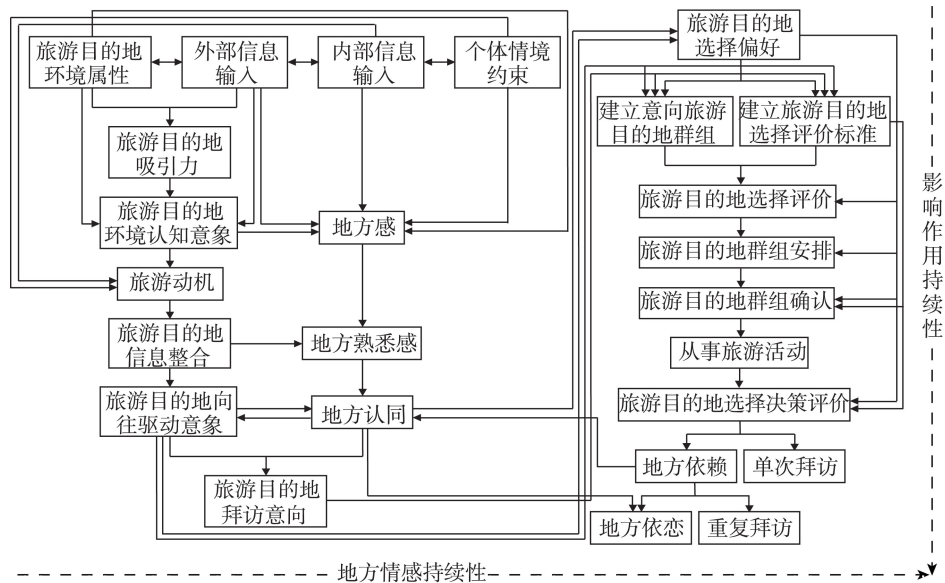 旅游目的地
环境属性
外部信息
输入
内部信息
输入
个体情境
约束
旅游目的地
吸引力
旅游目的地
环境认知意象
地方感
旅游动机
旅游目的地
信息整合
地方熟悉感
旅游目的地向
往驱动意象
地方认同
旅游目的地
拜访意向
旅游目的地
选择偏好
建立意向旅游
目的地群组
建立旅游目的地
选择评价标准
旅游目的地选择评价
旅游目的地群组安排
旅游目的地群组确认
从事旅游活动
旅游目的地选择决策评价
地方依赖
单次拜访
地方依恋
重复拜访
影响作用持续性
地方情感持续性